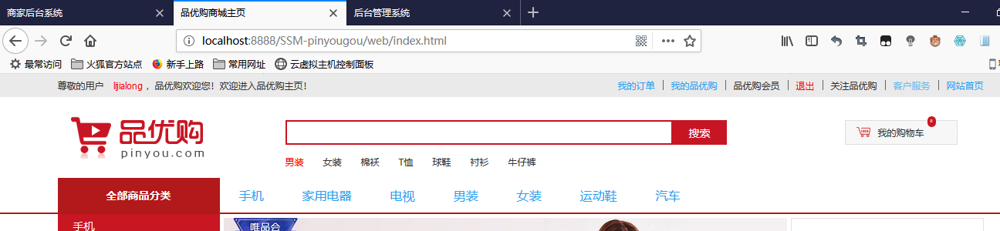 商家后台系统 品优购商城主页 后台管理系统
localhost:8888/SSM-pinyougou/web/index.html
最常访问 火狐官方站点 新手上路 常用网址 云虚拟主机控制面板
尊敬的用户 lijialong ，品优购欢迎您！欢迎进入品优购主页！ 我的订单 我的品优购 品优购会员 退出 关注品优购 客户服务 网站首页
品优购
pinyou.com
搜索
0
我的购物车
男装 女装 棉袄 T恤 球鞋 衬衫 牛仔裤
全部商品分类 手机 家用电器 电视 男装 女装 运动鞋 汽车
手机
唯品会